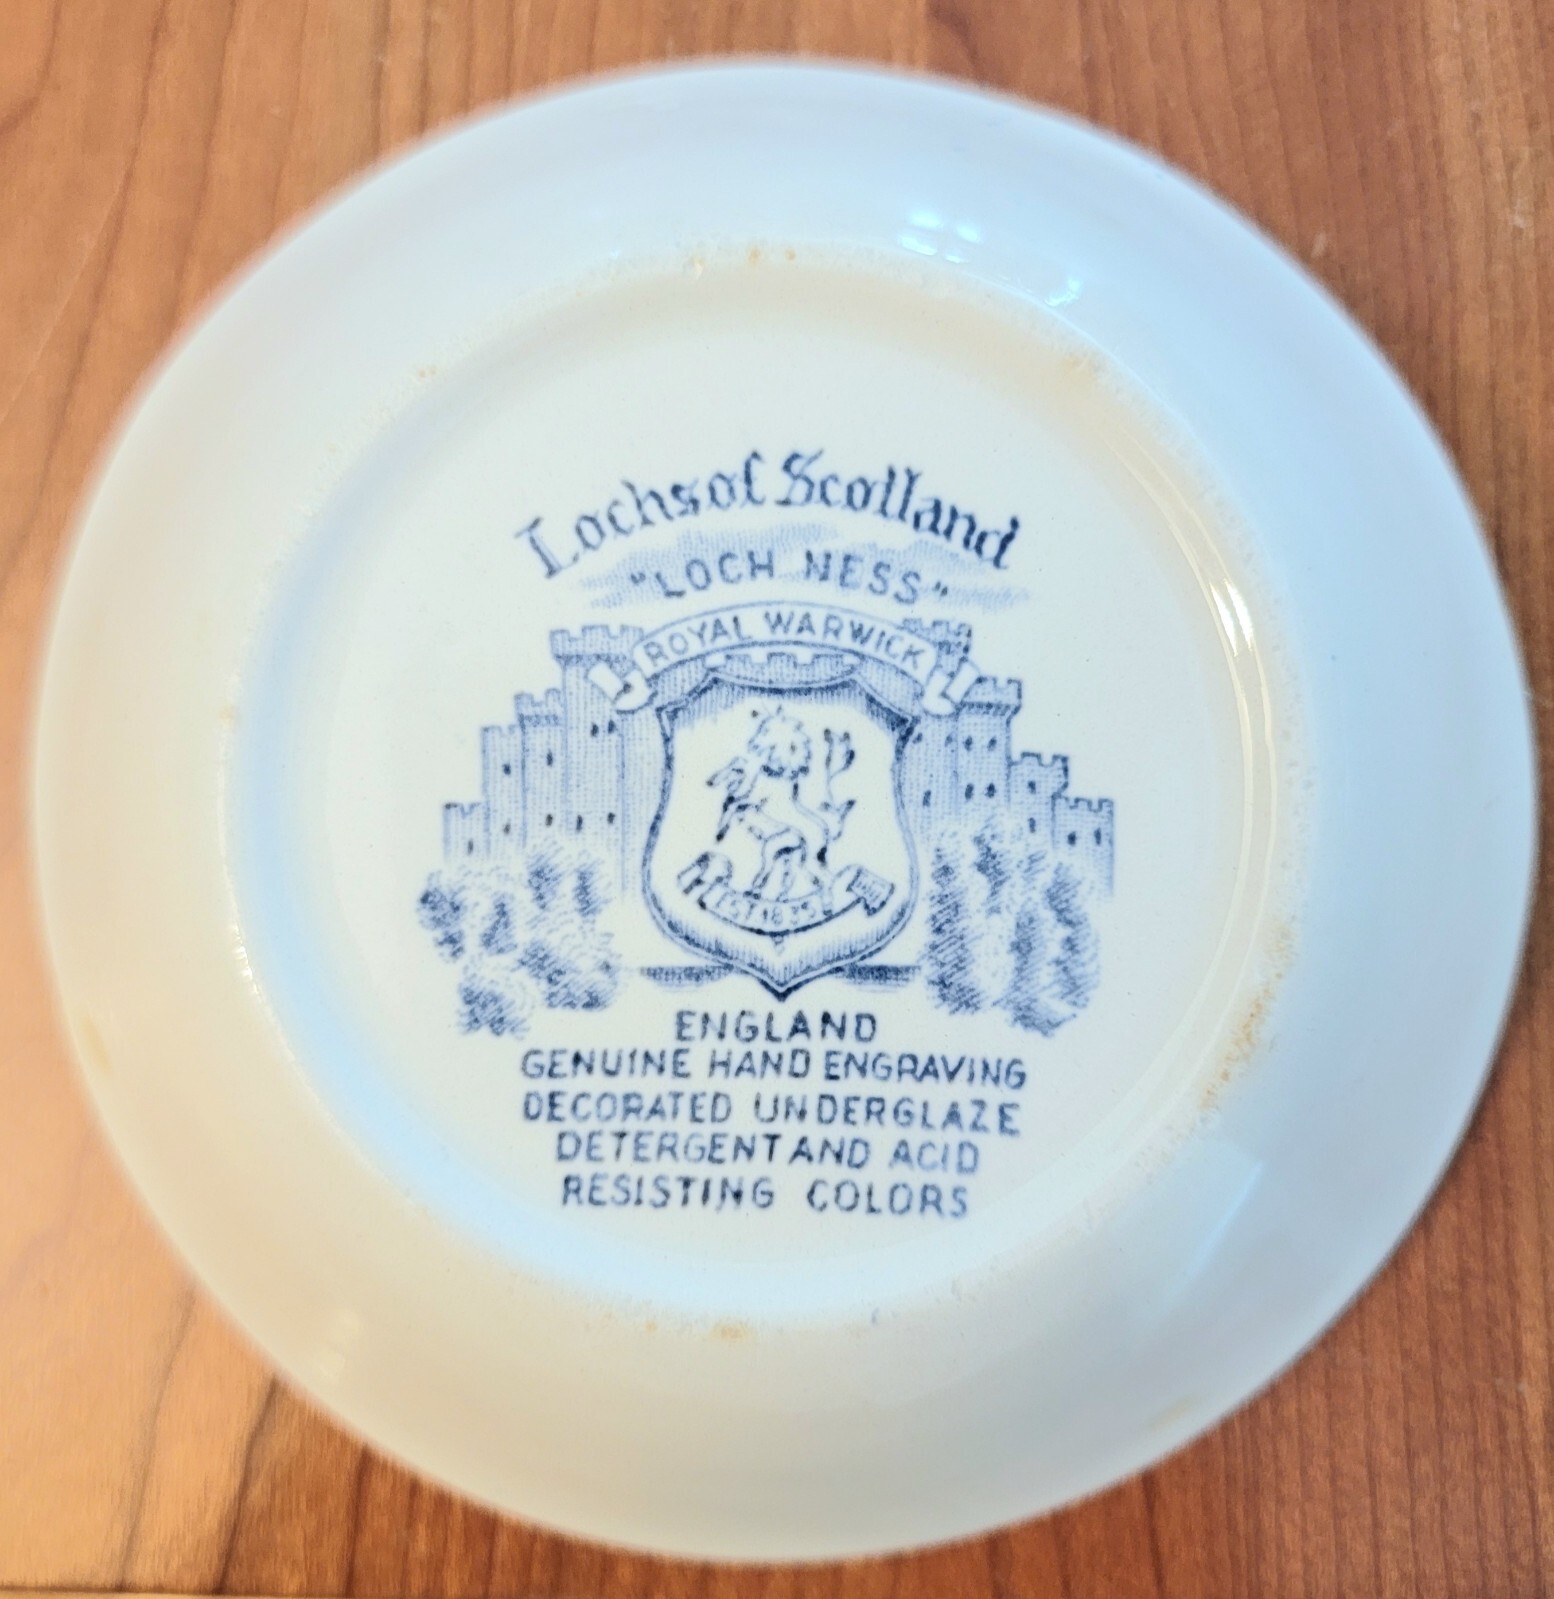 Lochs of Scotland
"LOCH NESS"
ROYAL WARWICK
EST. 1835
ENGLAND
GENUINE HAND ENGRAVING
DECORATED UNDERGLAZE
DETERGENT AND ACID
RESISTING COLORS